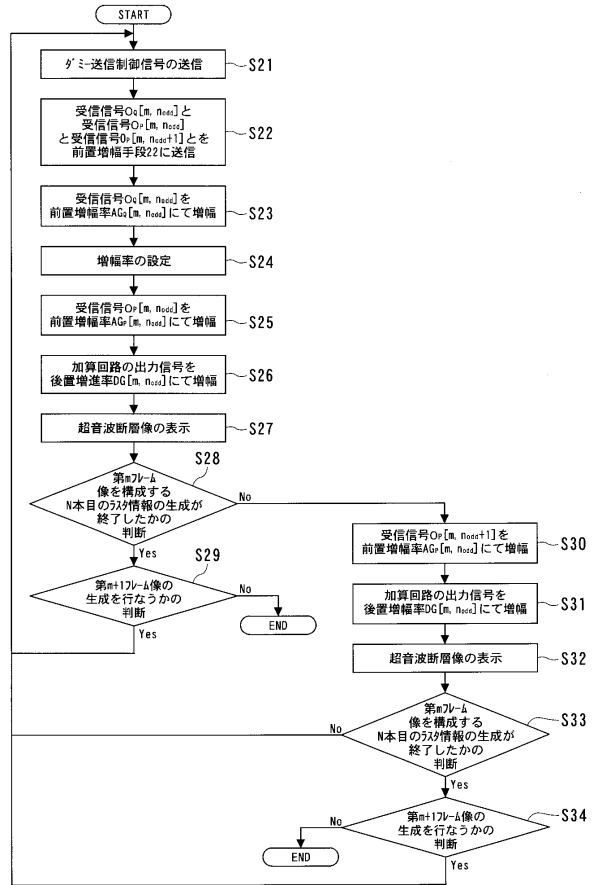 START
ダミー送信制御信号の送信
S21
受信信号OQ[m, nodd]と
受信信号OP[m, nodd]
と受信信号OP[m, nodd+1]とを
前置増幅手段22に送信
S22
受信信号OQ[m, nodd]を
前置増幅率AGQ[m, nodd]にて増幅
S23
増幅率の設定
S24
受信信号OP[m, nodd]を
前置増幅率AGP[m, nodd]にて増幅
S25
加算回路の出力信号を
後置増進率DG[m, nodd]にて増幅
S26
超音波断層像の表示
S27
第mフレーム
像を構成する
N本目のラスタ情報の生成が
終了したかの
判断
S28
No
Yes
第m+1フレーム像の
生成を行なうかの
判断
S29
No
END
Yes
受信信号OP[m, nodd+1]を
前置増幅率AGP[m, nodd]にて増幅
S30
加算回路の出力信号を
後置増幅率DG[m, nodd]にて増幅
S31
超音波断層像の表示
S32
第mフレーム
像を構成する
N本目のラスタ情報の生成が
終了したかの
判断
S33
No
Yes
第m+1フレーム像の
生成を行なうかの
判断
S34
No
END
Yes